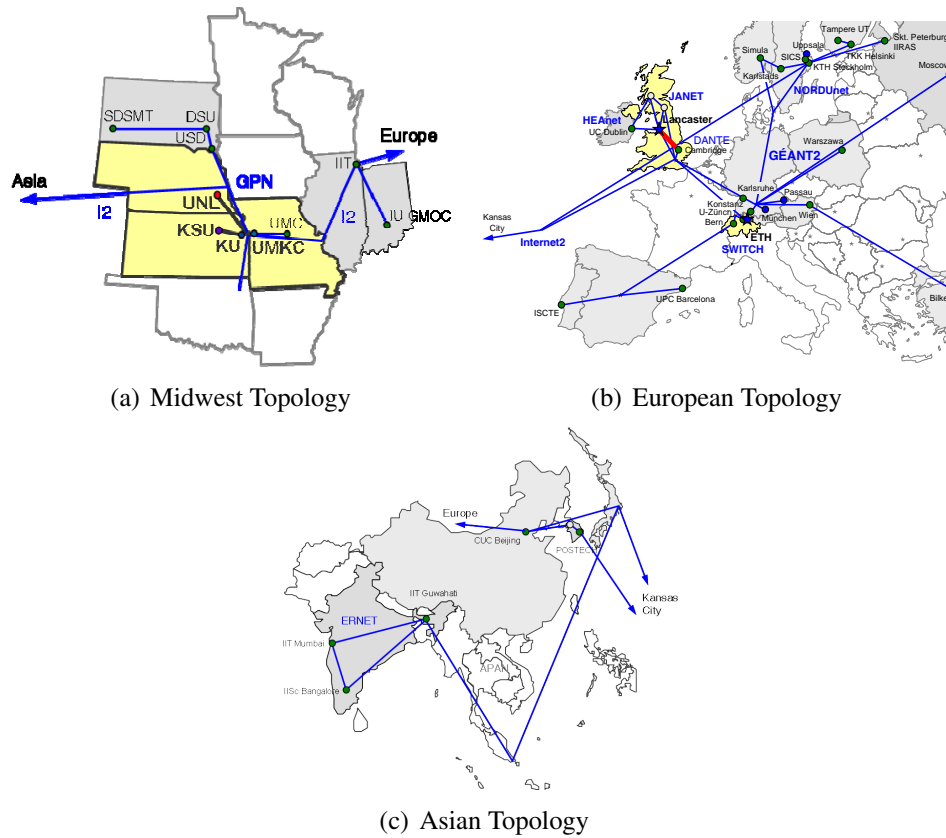 SDSMT
DSU
USD
Asia
I2
GPN
UNL
KSU
KU
UMKC
UMC
IIT
Europe
I2
IU
GMOC
(a) Midwest Topology
Tampere UT
Skt. Peterburg
IIRAS
Uppsala
Simula
SICS
TKK Helsinki
Karlstads
KTH Stockholm
Moscow
NORDUnet
JANET
HEAnet
Lancaster
UC Dublin
DANTE
Cambridge
Warszawa
GÉANT2
Karlsruhe
Passau
Konstanz
U-Zürich
München
Wien
Bern
ETH
SWITCH
Kansas
City
Internet2
Bilke
UPC Barcelona
ISCTE
(b) European Topology
Europe
CUC Beijing
POSTECH
Kansas
City
IIT Guwahati
ERNET
IIT Mumbai
APAN
IISc Bangalore
(c) Asian Topology